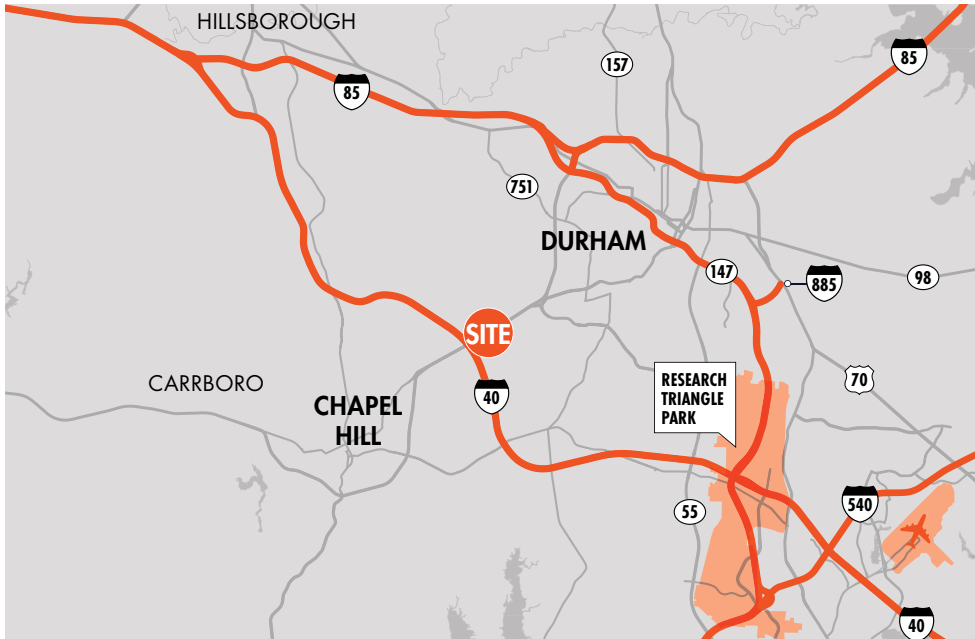 HILLSBOROUGH
85
157
85
751
DURHAM
147
885
98
SITE
CARRBORO
40
CHAPEL
HILL
RESEARCH
TRIANGLE
PARK
70
55
540
40